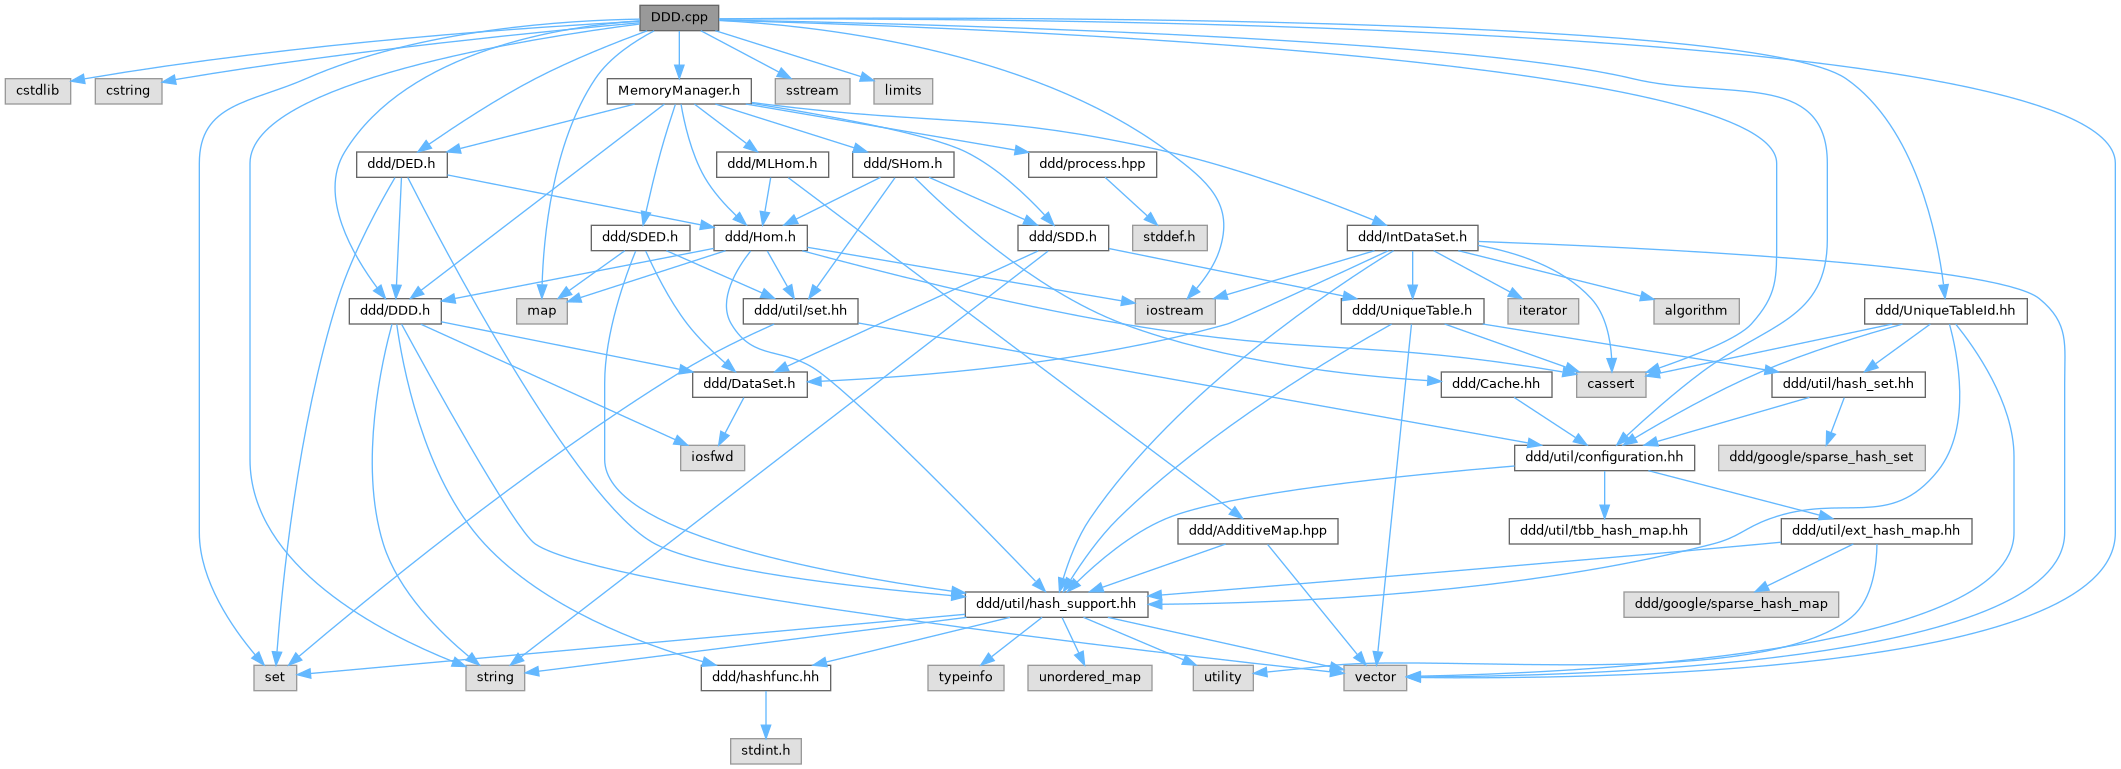 DDD.cpp
cstdlib
cstring
MemoryManager.h
sstream
limits
ddd/DED.h
ddd/MLHom.h
ddd/SHom.h
ddd/process.hpp
ddd/SDED.h
ddd/Hom.h
ddd/SDD.h
stddef.h
ddd/IntDataSet.h
ddd/DDD.h
map
ddd/util/set.hh
iostream
ddd/UniqueTable.h
iterator
algorithm
ddd/UniqueTableId.hh
ddd/DataSet.h
ddd/Cache.hh
cassert
ddd/util/hash_set.hh
iosfwd
ddd/util/configuration.hh
ddd/google/sparse_hash_set
ddd/AdditiveMap.hpp
ddd/util/tbb_hash_map.hh
ddd/util/ext_hash_map.hh
ddd/util/hash_support.hh
ddd/google/sparse_hash_map
set
string
ddd/hashfunc.hh
typeinfo
unordered_map
utility
vector
stdint.h